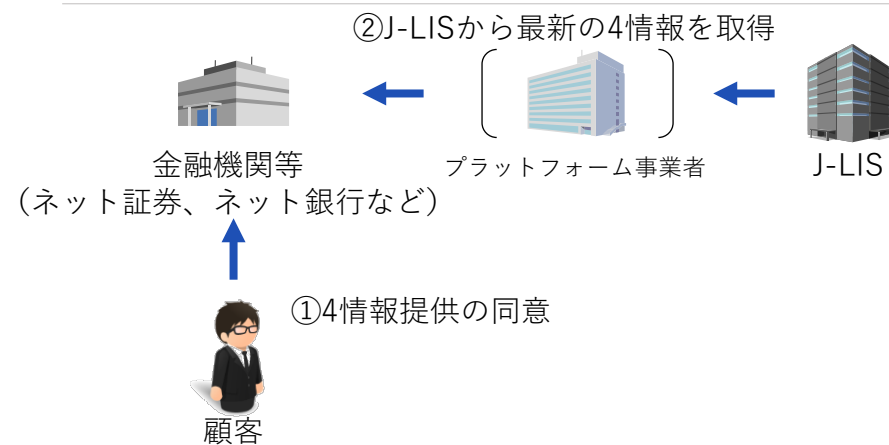 ②J-LISから最新の4情報を取得
金融機関等
(ネット証券、ネット銀行など)
プラットフォーム事業者
J-LIS
①4情報提供の同意
顧客